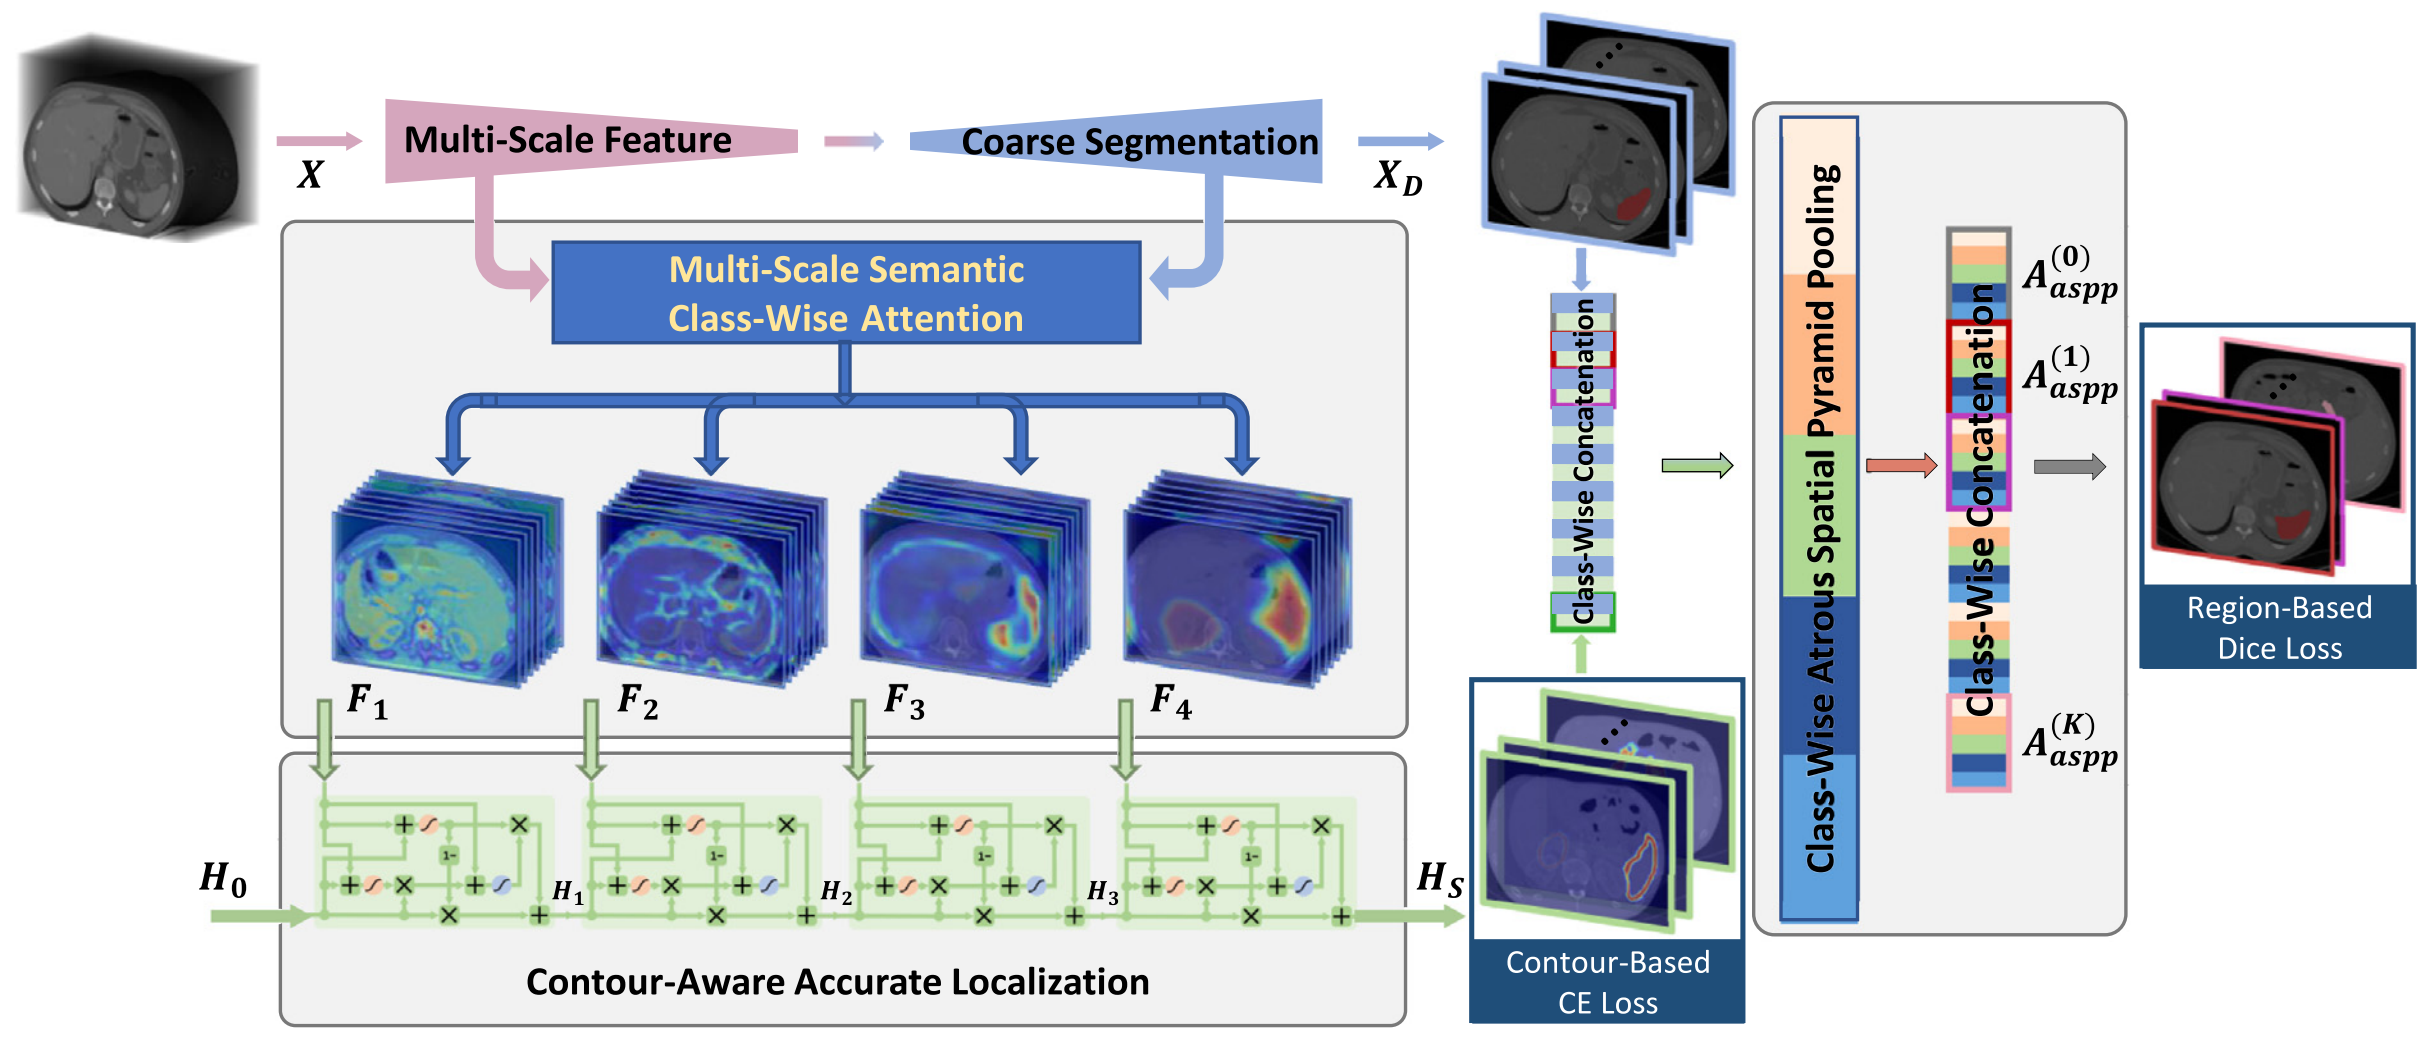 X
Multi-Scale Feature
Coarse Segmentation
X_D
Multi-Scale Semantic
Class-Wise Attention
F_1
F_2
F_3
F_4
H_0
+
×
1-
+
×
+
×
+
H_1
+
×
1-
+
×
+
×
+
H_2
+
×
1-
+
×
+
×
+
H_3
+
×
1-
+
×
+
×
+
H_S
Contour-Aware Accurate Localization
Class-Wise Concatenation
Contour-Based
CE Loss
Class-Wise Atrous Spatial Pyramid Pooling
Class-Wise Concatenation
A_{aspp}^{(0)}
A_{aspp}^{(1)}
A_{aspp}^{(K)}
Region-Based
Dice Loss